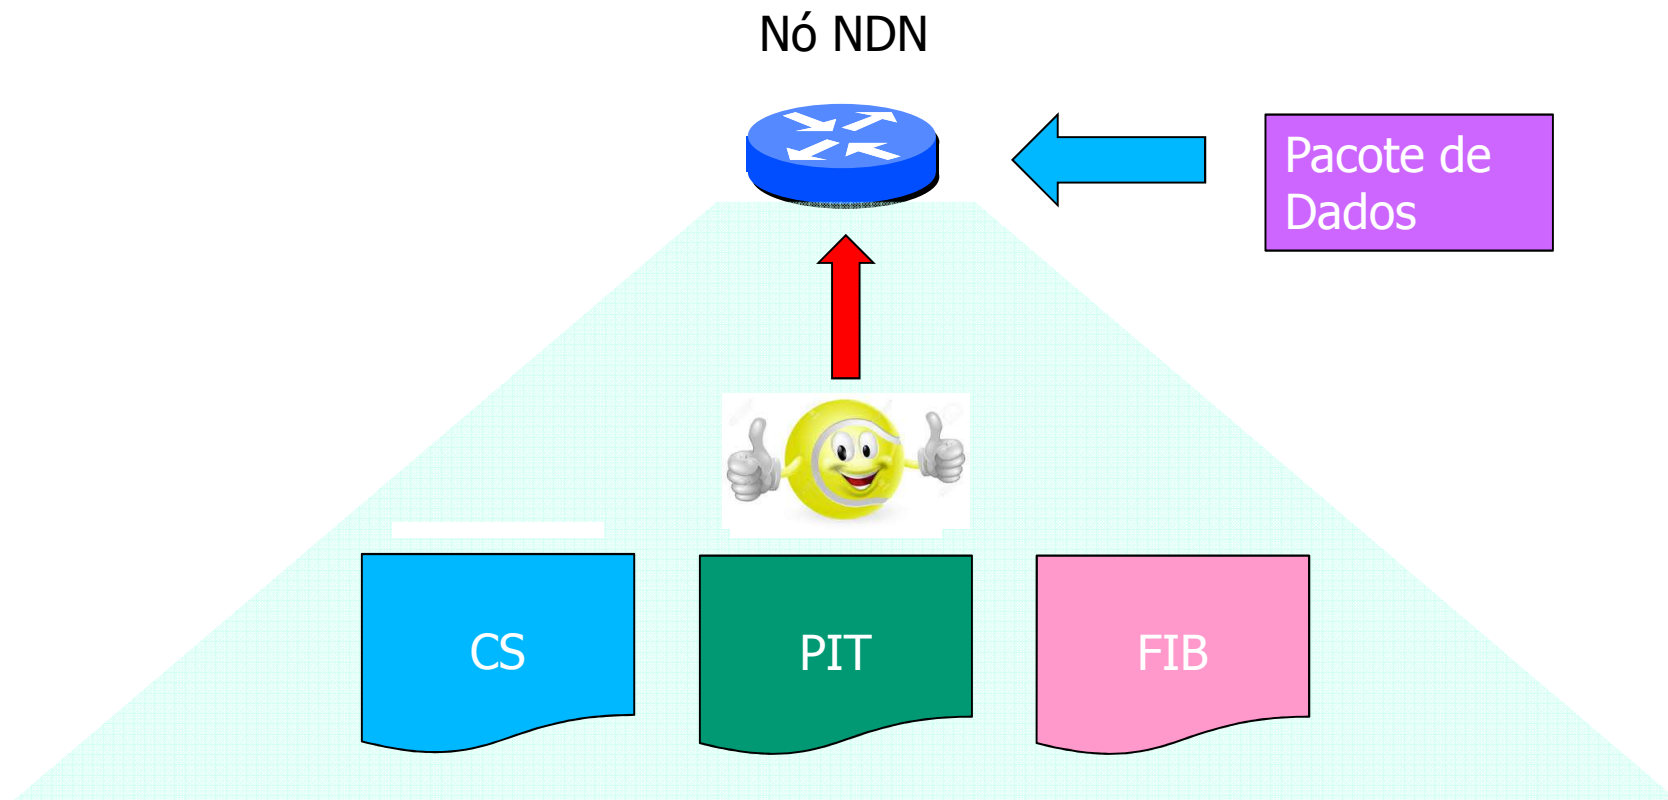 Nó NDN
Pacote de
Dados
CS
PIT
FIB